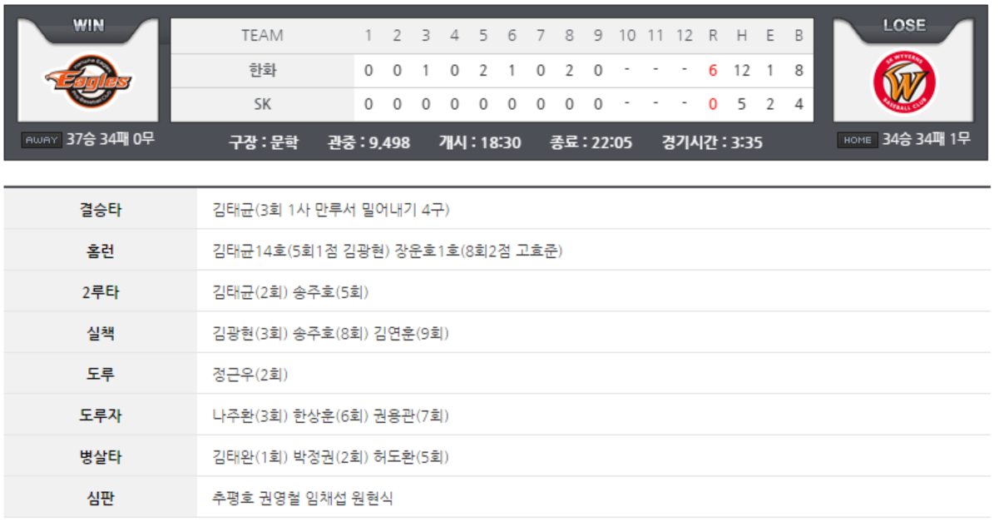 WIN
LOSE
TEAM 1 2 3 4 5 6 7 8 9 10 11 12 R H E B
한화 0 0 1 0 2 1 0 2 0 - - - 6 12 1 8
SK 0 0 0 0 0 0 0 0 0 - - - 0 5 2 4
Eagles
SK WYVERNS
W
BASEBALL CLUB
AWAY 37승 34패 0무
구장 : 문학 관중 : 9,498 개시 : 18:30 종료 : 22:05 경기시간 : 3:35
HOME 34승 34패 1무
결승타 김태균(3회 1사 만루서 밀어내기 4구)
홈런 김태균14호(5회1점 김광현) 장운호1호(8회2점 고효준)
2루타 김태균(2회) 송주호(5회)
실책 김광현(3회) 송주호(8회) 김연훈(9회)
도루 정근우(2회)
도루자 나주환(3회) 한상훈(6회) 권용관(7회)
병살타 김태완(1회) 박정권(2회) 허도환(5회)
심판 추평호 권영철 임채섭 원현식